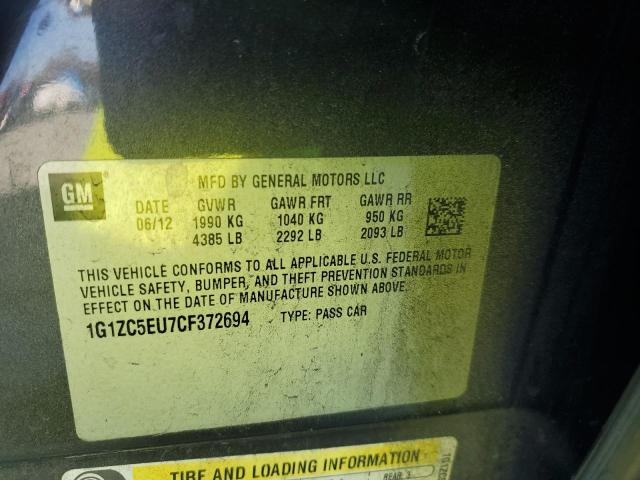 GM
MFD BY GENERAL MOTORS LLC
DATE GVWR GAWR FRT GAWR RR
06/12 1990 KG 1040 KG 950 KG
4385 LB 2292 LB 2093 LB
THIS VEHICLE CONFORMS TO ALL APPLICABLE U.S. FEDERAL MOTOR
VEHICLE SAFETY, BUMPER, AND THEFT PREVENTION STANDARDS IN
EFFECT ON THE DATE OF MANUFACTURE SHOWN ABOVE.
1G1ZC5EU7CF372694 TYPE: PASS CAR
TIRE AND LOADING INFORMATION
REAR 3